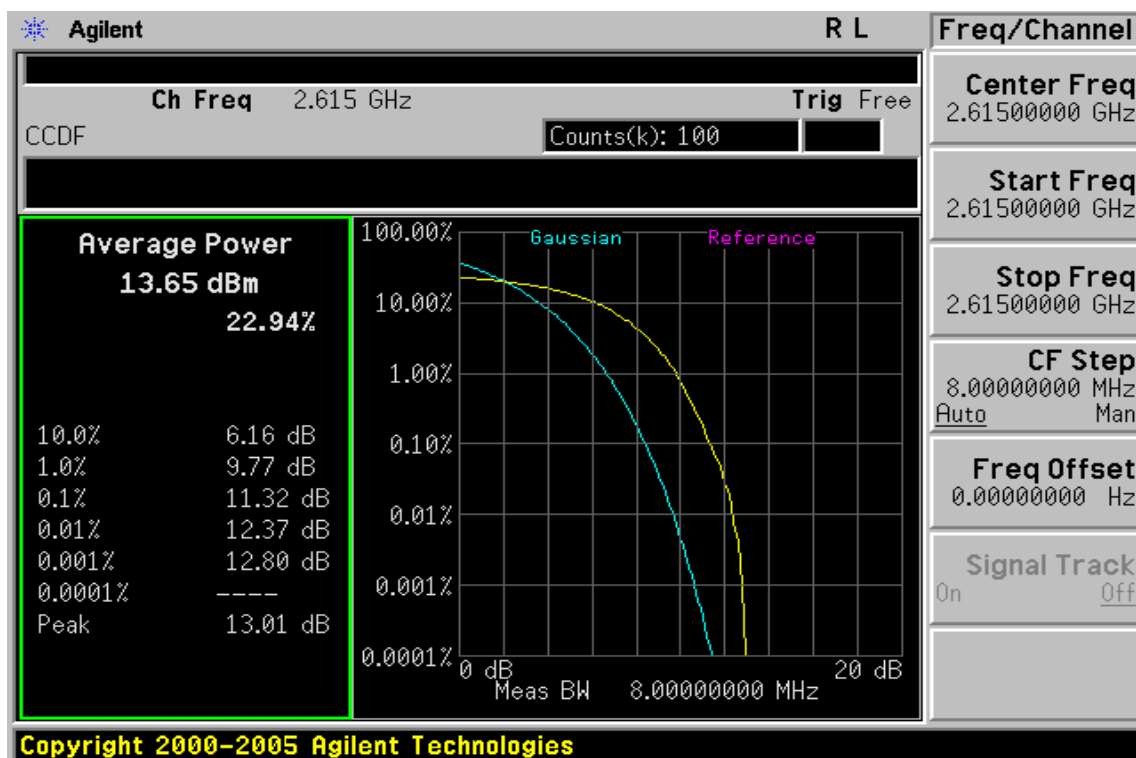 Agilent R L Freq/Channel
Ch Freq 2.615 GHz Trig Free
CCDF Counts(k): 100
Center Freq
2.61500000 GHz
Start Freq
2.61500000 GHz
Stop Freq
2.61500000 GHz
CF Step
8.00000000 MHz
Auto Man
Freq Offset
0.00000000 Hz
Signal Track
On Off
Average Power
13.65 dBm
22.94%
10.0% 6.16 dB
1.0% 9.77 dB
0.1% 11.32 dB
0.01% 12.37 dB
0.001% 12.80 dB
0.0001% ----
Peak 13.01 dB
Gaussian Reference
100.00%
10.00%
1.00%
0.10%
0.01%
0.001%
0.0001%
0 dB 20 dB
Meas BW 8.00000000 MHz
Copyright 2000-2005 Agilent Technologies